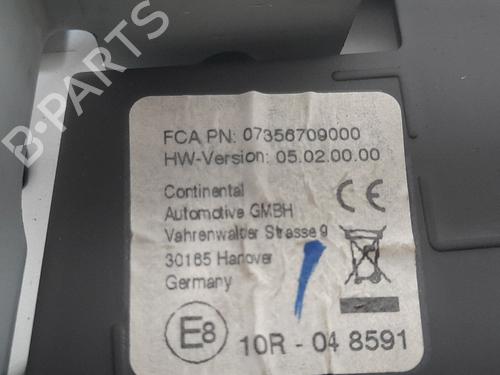 B-PARTS
FCA PN: 07356709000
HW-Version: 05.02.00.00
Continental
Automotive GMBH
Vahrenwalder Strasse 9
30165 Hanover
Germany
CE
E8
10R - 04 8591